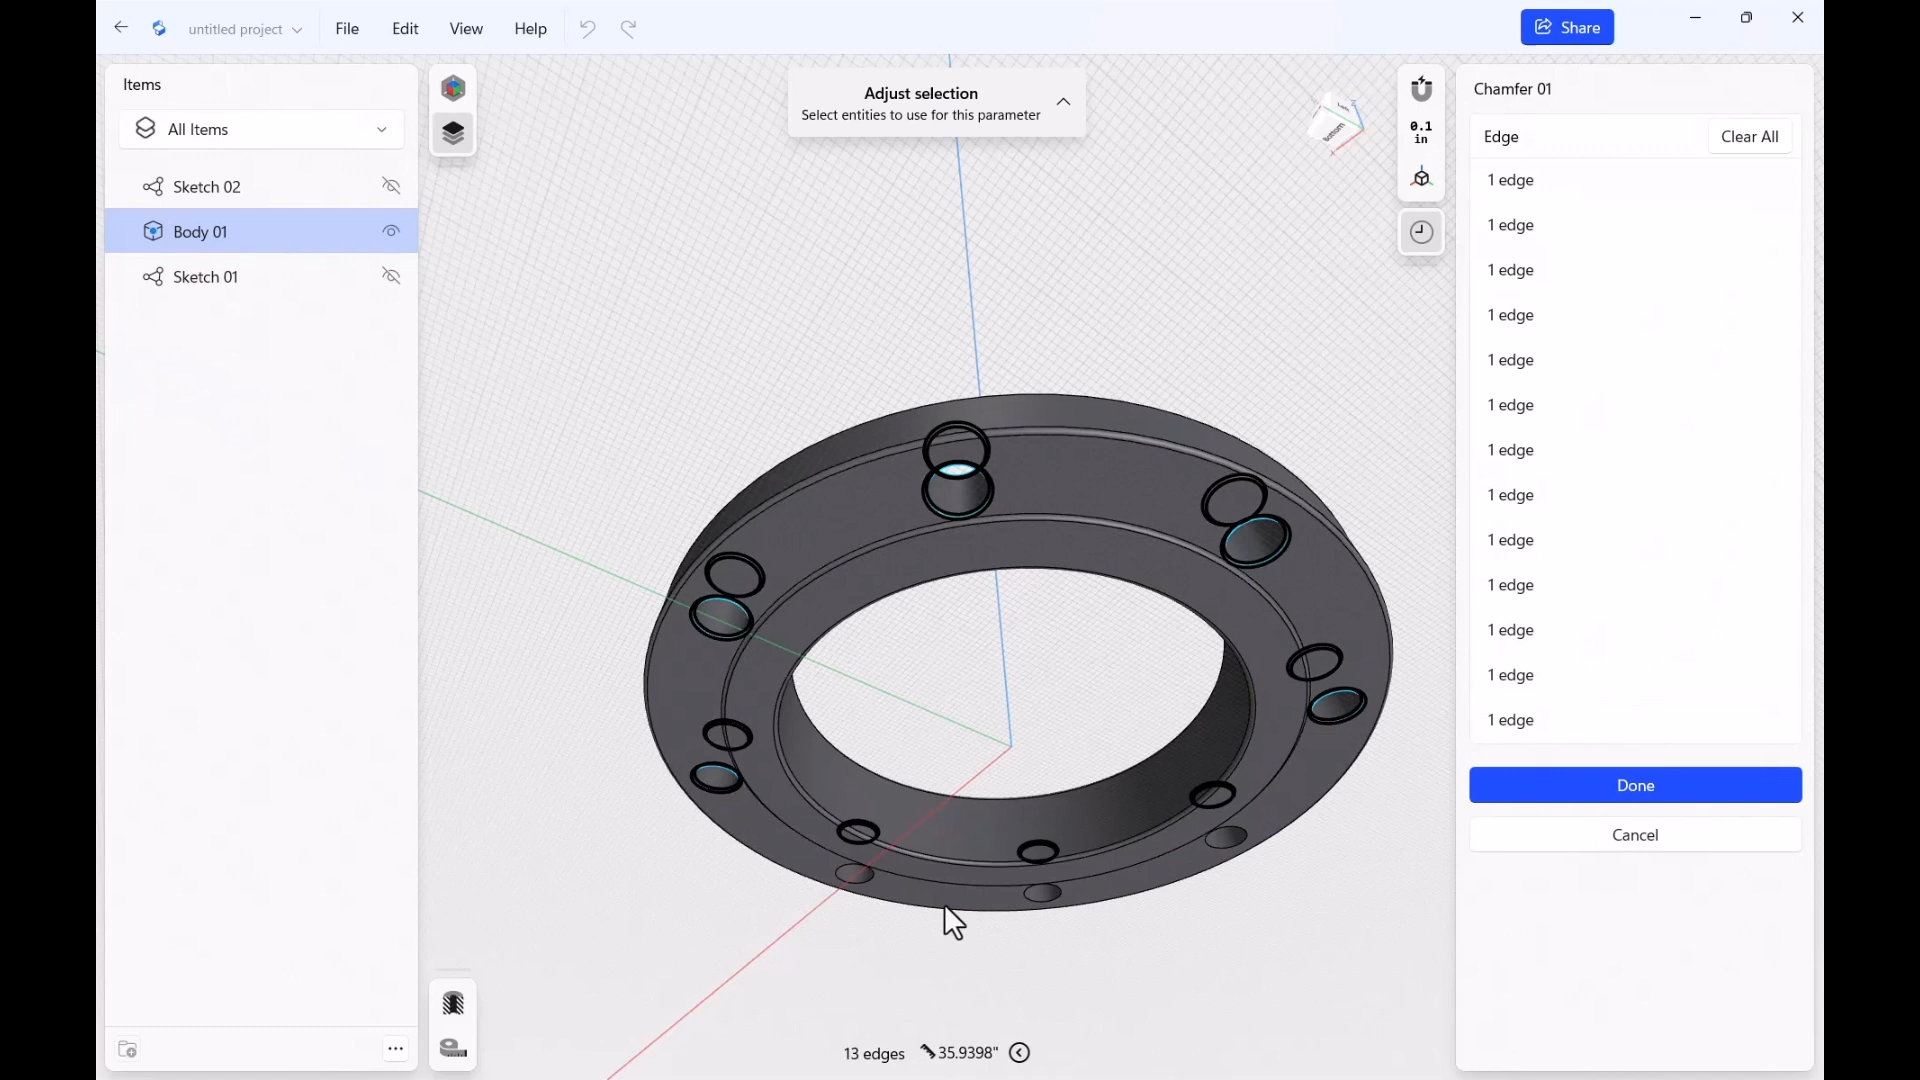 untitled project
File
Edit
View
Help
Share
Items
All Items
Sketch 02
Body 01
Sketch 01
Adjust selection
Select entities to use for this parameter
Bottom
0.1
in
Chamfer 01
Edge
Clear All
1 edge
1 edge
1 edge
1 edge
1 edge
1 edge
1 edge
1 edge
1 edge
1 edge
1 edge
1 edge
1 edge
Done
Cancel
13 edges
35.9398"